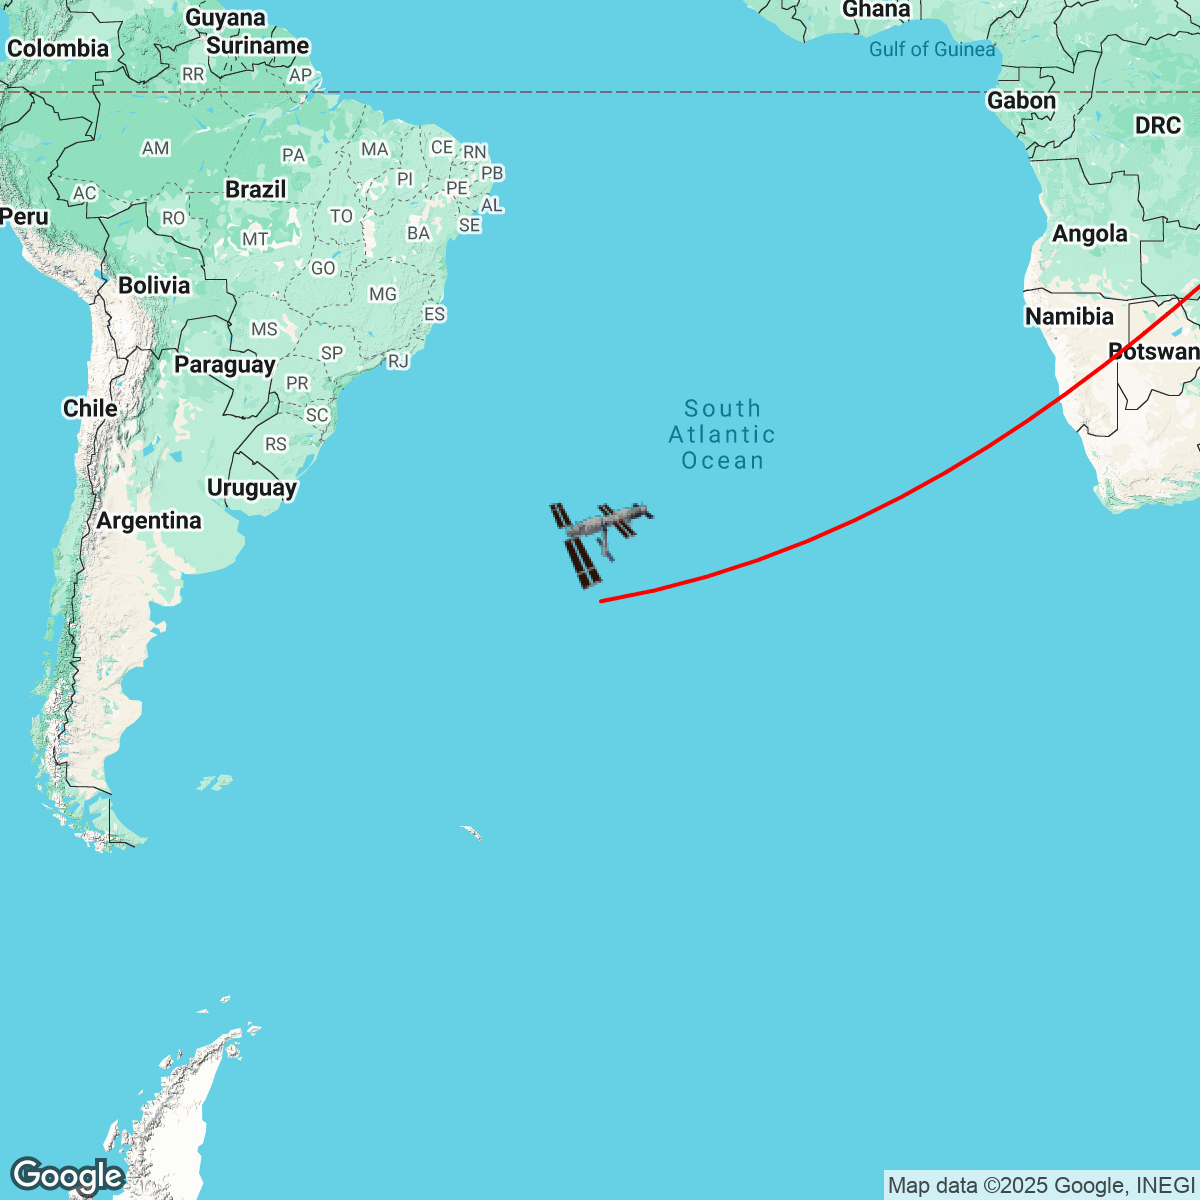 Guyana
Ghana
Colombia
Suriname
Gulf of Guinea
RR
AP
Gabon
DRC
AM
PA
MA
CE
RN
PB
PI
PE
AC
Brazil
AL
Peru
RO
TO
SE
BA
MT
Angola
GO
Bolivia
MG
ES
Namibia
MS
SP
RJ
Botswan
Paraguay
PR
Chile
SC
South
Atlantic
Ocean
RS
Uruguay
Argentina
Google
Map data ©2025 Google, INEGI